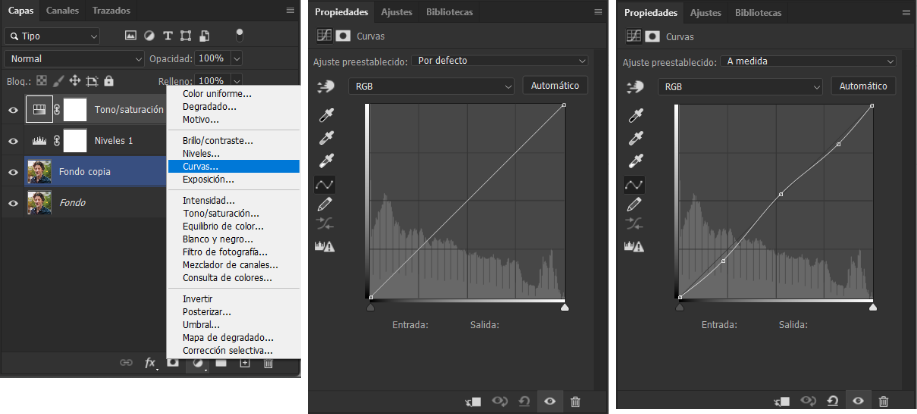 Capas Canales Trazados
Tipo
Normal Opacidad: 100%
Bloq.: Relleno: 100%
Tono/saturación
Niveles 1
Fondo copia
Fondo
fx
Color uniforme...
Degradado...
Motivo...
Brillo/contraste...
Niveles...
Curvas...
Exposición...
Intensidad...
Tono/saturación...
Equilibrio de color...
Blanco y negro...
Filtro de fotografía...
Mezclador de canales...
Consulta de colores...
Invertir
Posterizar...
Umbral...
Mapa de degradado...
Corrección selectiva...
Propiedades Ajustes Bibliotecas
Curvas
Ajuste preestablecido: Por defecto
RGB Automático
Entrada: Salida:
Propiedades Ajustes Bibliotecas
Curvas
Ajuste preestablecido: A medida
RGB Automático
Entrada: Salida: